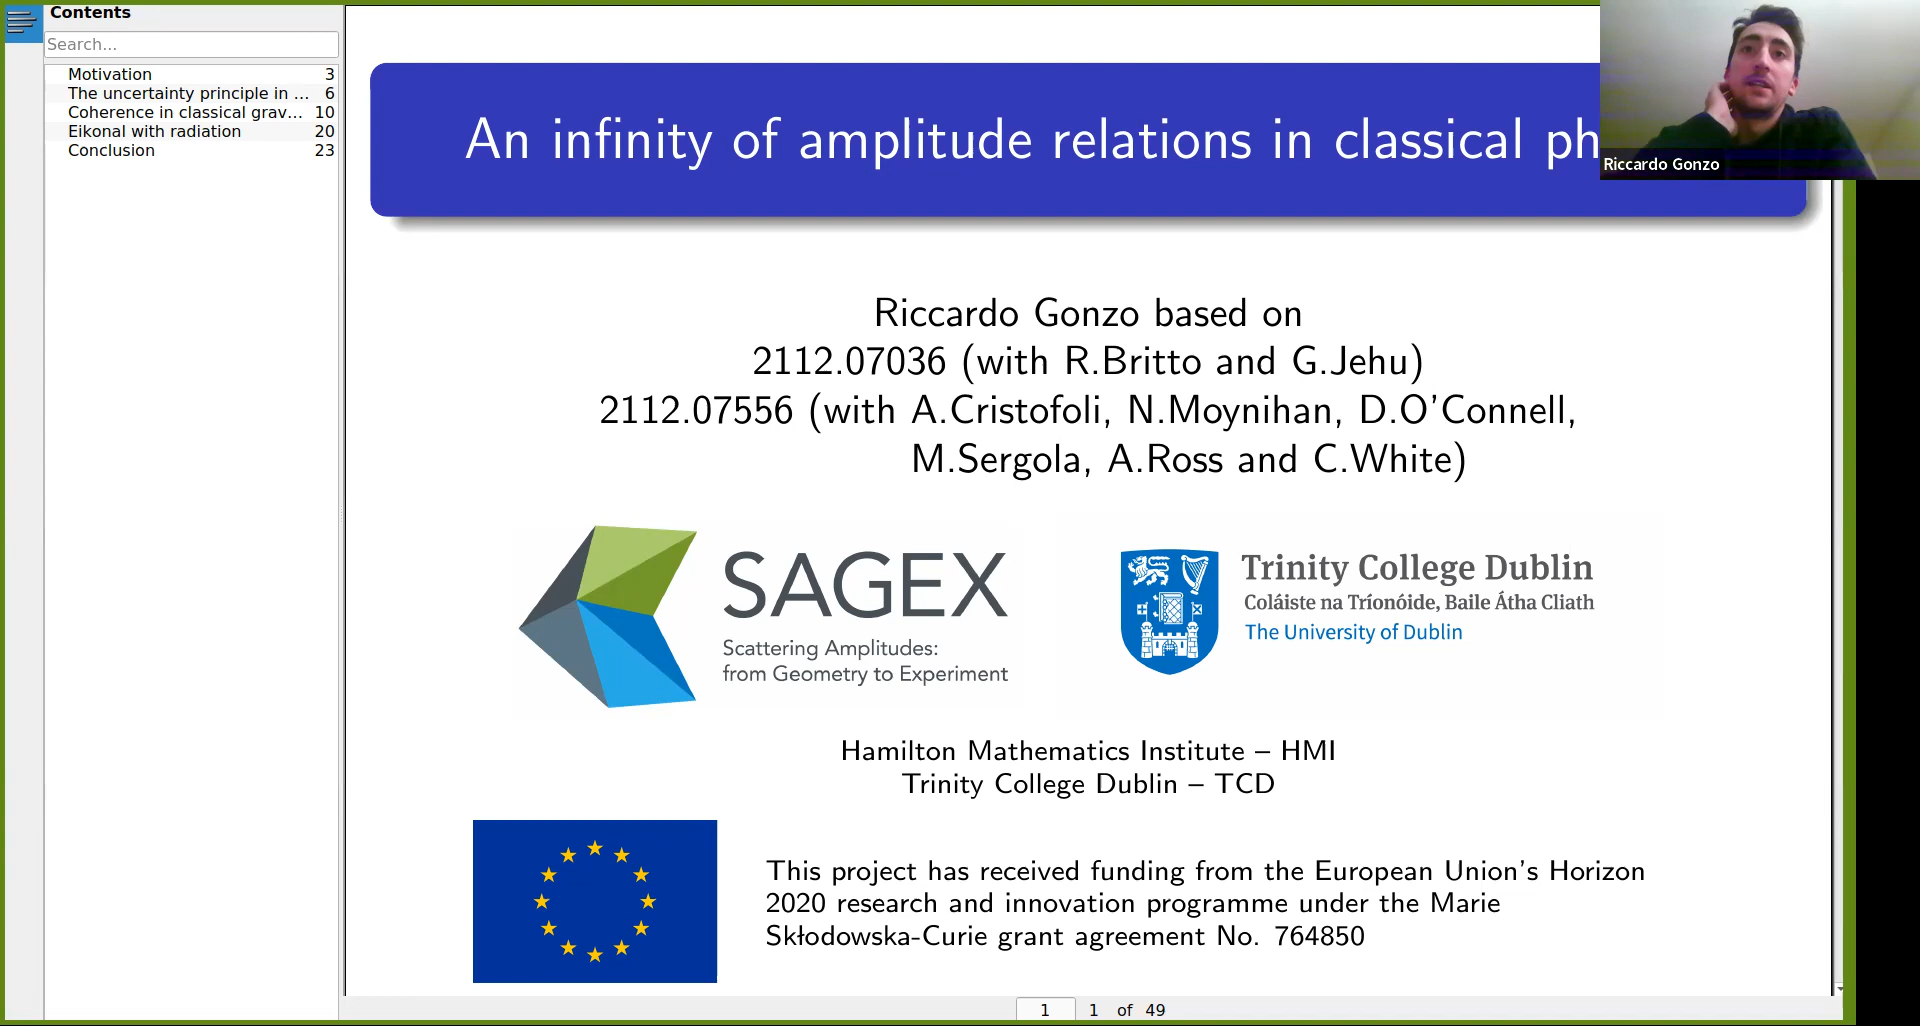 Contents
Search...
Motivation 3
The uncertainty principle in ... 6
Coherence in classical grav... 10
Eikonal with radiation 20
Conclusion 23
An infinity of amplitude relations in classical ph
Riccardo Gonzo
Riccardo Gonzo based on
2112.07036 (with R.Britto and G.Jehu)
2112.07556 (with A.Cristofoli, N.Moynihan, D.O'Connell,
M.Sergola, A.Ross and C.White)
SAGEX
Scattering Amplitudes:
from Geometry to Experiment
Trinity College Dublin
Coláiste na Tríonóide, Baile Átha Cliath
The University of Dublin
Hamilton Mathematics Institute – HMI
Trinity College Dublin – TCD
This project has received funding from the European Union's Horizon
2020 research and innovation programme under the Marie
Skłodowska-Curie grant agreement No. 764850
1 1 of 49